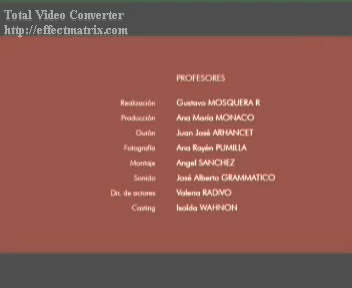 Total Video Converter
http://effectmatrix.com
PROFESORES
Realización Gustavo MOSQUERA R
Producción Ana María MONACO
Guión Juan José ARHANCET
Fotografía Ana Rayén PUMILLA
Montaje Angel SANCHEZ
Sonido José Alberto GRAMMATICO
Dir. de actores Valeria RADIVO
Casting Isolda WAHNON